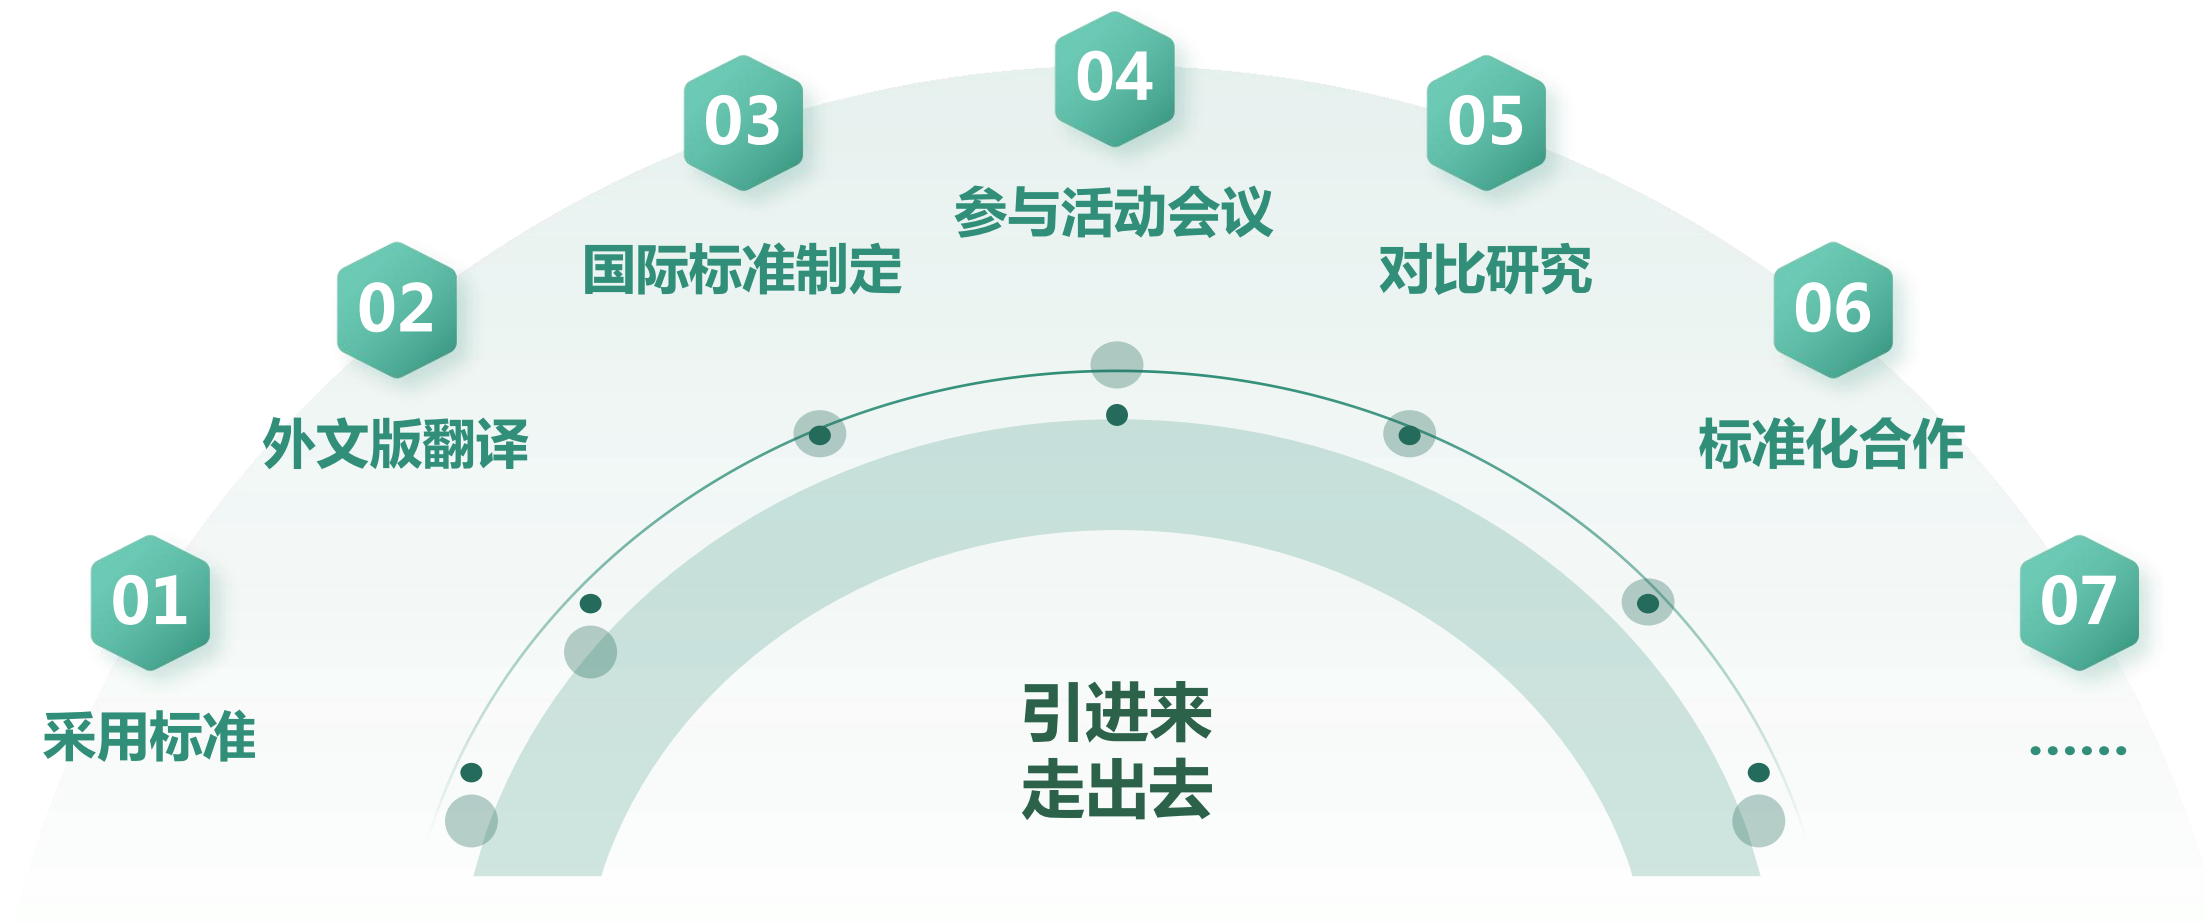 01
采用标准
02
外文版翻译
03
国际标准制定
04
参与活动会议
05
对比研究
06
标准化合作
07
······
引进来
走出去